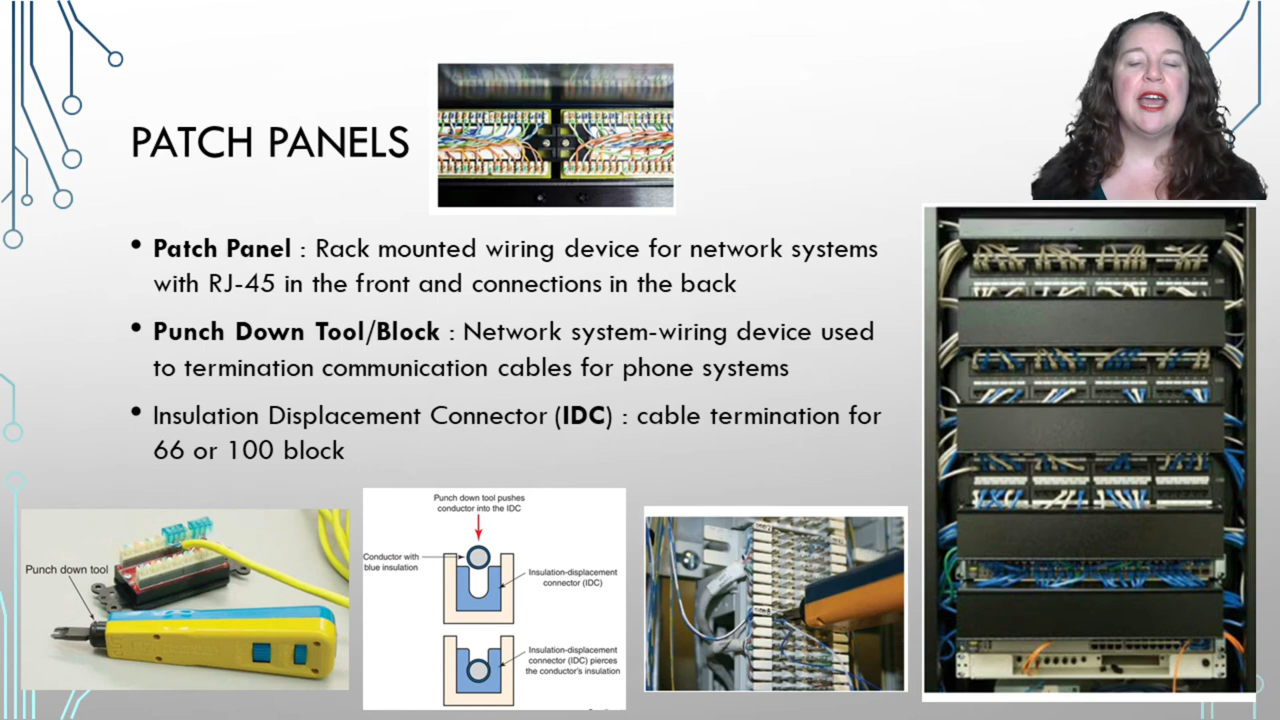 PATCH PANELS
• Patch Panel : Rack mounted wiring device for network systems
with RJ-45 in the front and connections in the back
• Punch Down Tool/Block : Network system-wiring device used
to termination communication cables for phone systems
• Insulation Displacement Connector (IDC) : cable termination for
66 or 100 block
Punch down tool
Punch down tool pushes
conductor into the IDC
Conductor with
blue insulation
Insulation-displacement
connector (IDC)
Insulation-displacement
connector (IDC) pierces
the conductor's insulation